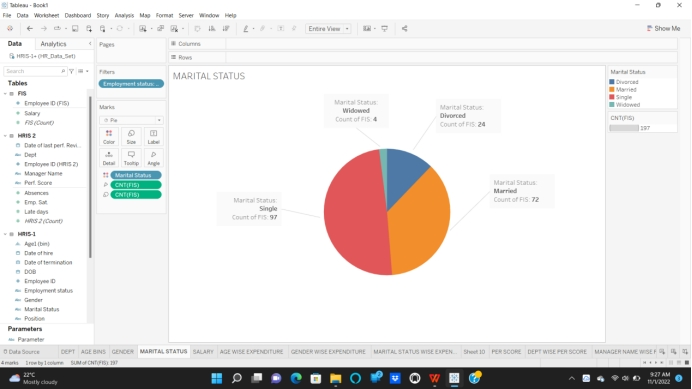 Tableau - Book1
File Data Worksheet Dashboard Story Analysis Map Format Server Window Help
Entire View
Show Me
Data Analytics
HRIS-1+ (HR_Data_Set)
Search
Tables
FIS
Employee ID (FIS)
Salary
FIS (Count)
HRIS 2
Date of last perf. Revi...
Dept
Employee ID (HRIS 2)
Manager Name
Perf. Score
Absences
Emp. Sat.
Late days
HRIS 2 (Count)
HRIS-1
Age1 (bin)
Date of hire
Date of termination
DOB
Employee ID
Employment status
Gender
Marital Status
Position
Parameters
Parameter
Pages
Filters
Employment status: ...
Marks
Pie
Color Size Label
Detail Tooltip Angle
Marital Status
CNT(FIS)
CNT(FIS)
Columns
Rows
MARITAL STATUS
Marital Status:
Widowed
Count of FIS: 4
Marital Status:
Divorced
Count of FIS: 24
Marital Status:
Married
Count of FIS: 72
Marital Status:
Single
Count of FIS: 97
Marital Status
Divorced
Married
Single
Widowed
CNT(FIS)
197
Data Source DEPT AGE BINS GENDER MARITAL STATUS SALARY AGE WISE EXPENDITURE GENDER WISE EXPENDITURE MARITAL STATUS WISE EXPEN... Sheet 10 PER SCORE DEPT WISE PER SCORE MANAGER NAME WISE P
4 marks 1 row by 1 column SUM of CNT(FIS): 197
22°C
Mostly cloudy
9:27 AM
11/1/2022